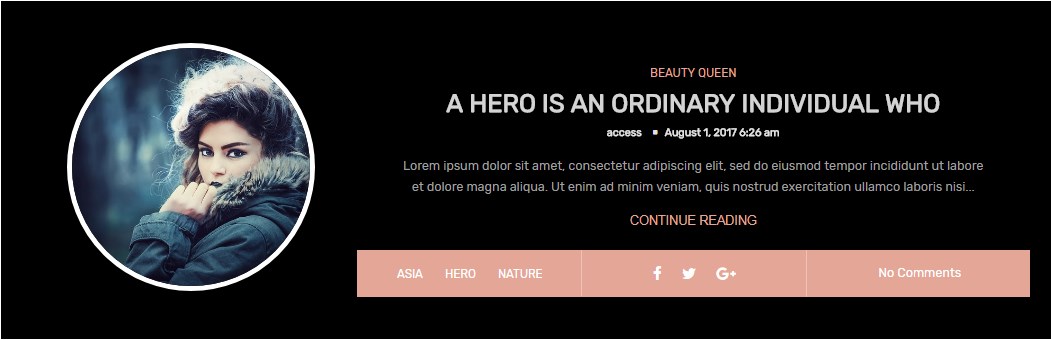 BEAUTY QUEEN
A HERO IS AN ORDINARY INDIVIDUAL WHO
access ▪ August 1, 2017 6:26 am
Lorem ipsum dolor sit amet, consectetur adipiscing elit, sed do eiusmod tempor incididunt ut labore
et dolore magna aliqua. Ut enim ad minim veniam, quis nostrud exercitation ullamco laboris nisi...
CONTINUE READING
ASIA HERO NATURE No Comments